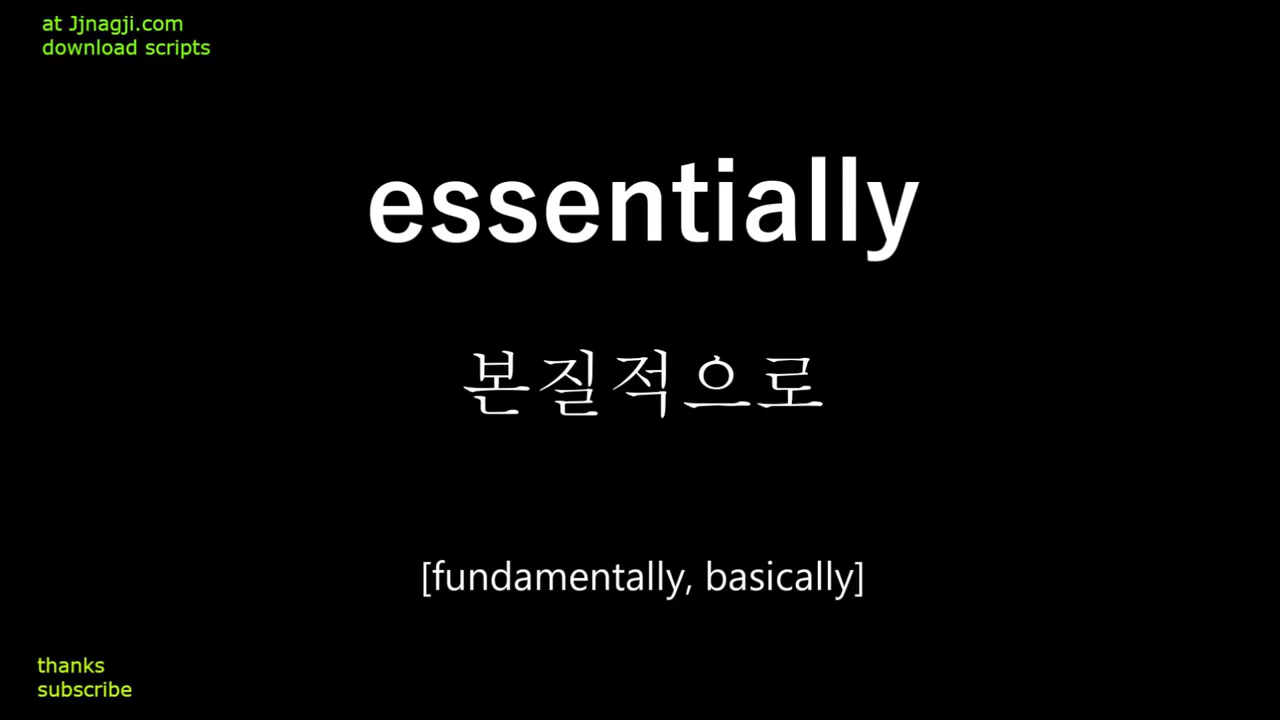 at Jjnagji.com
download scripts
essentially
본질적으로
[fundamentally, basically]
thanks
subscribe